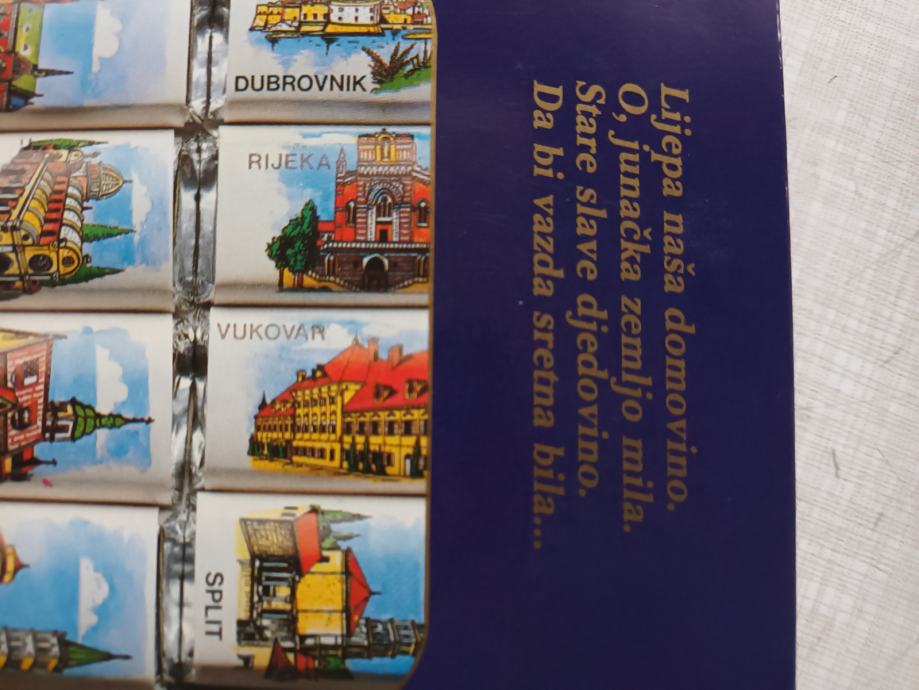 DUBROVNIK
RIJEKA
VUKOVAR
SPLIT
Lijepa naša domovino.
O, junačka zemljo mila.
Stare slave djedovino.
Da bi vazda sretna bila...